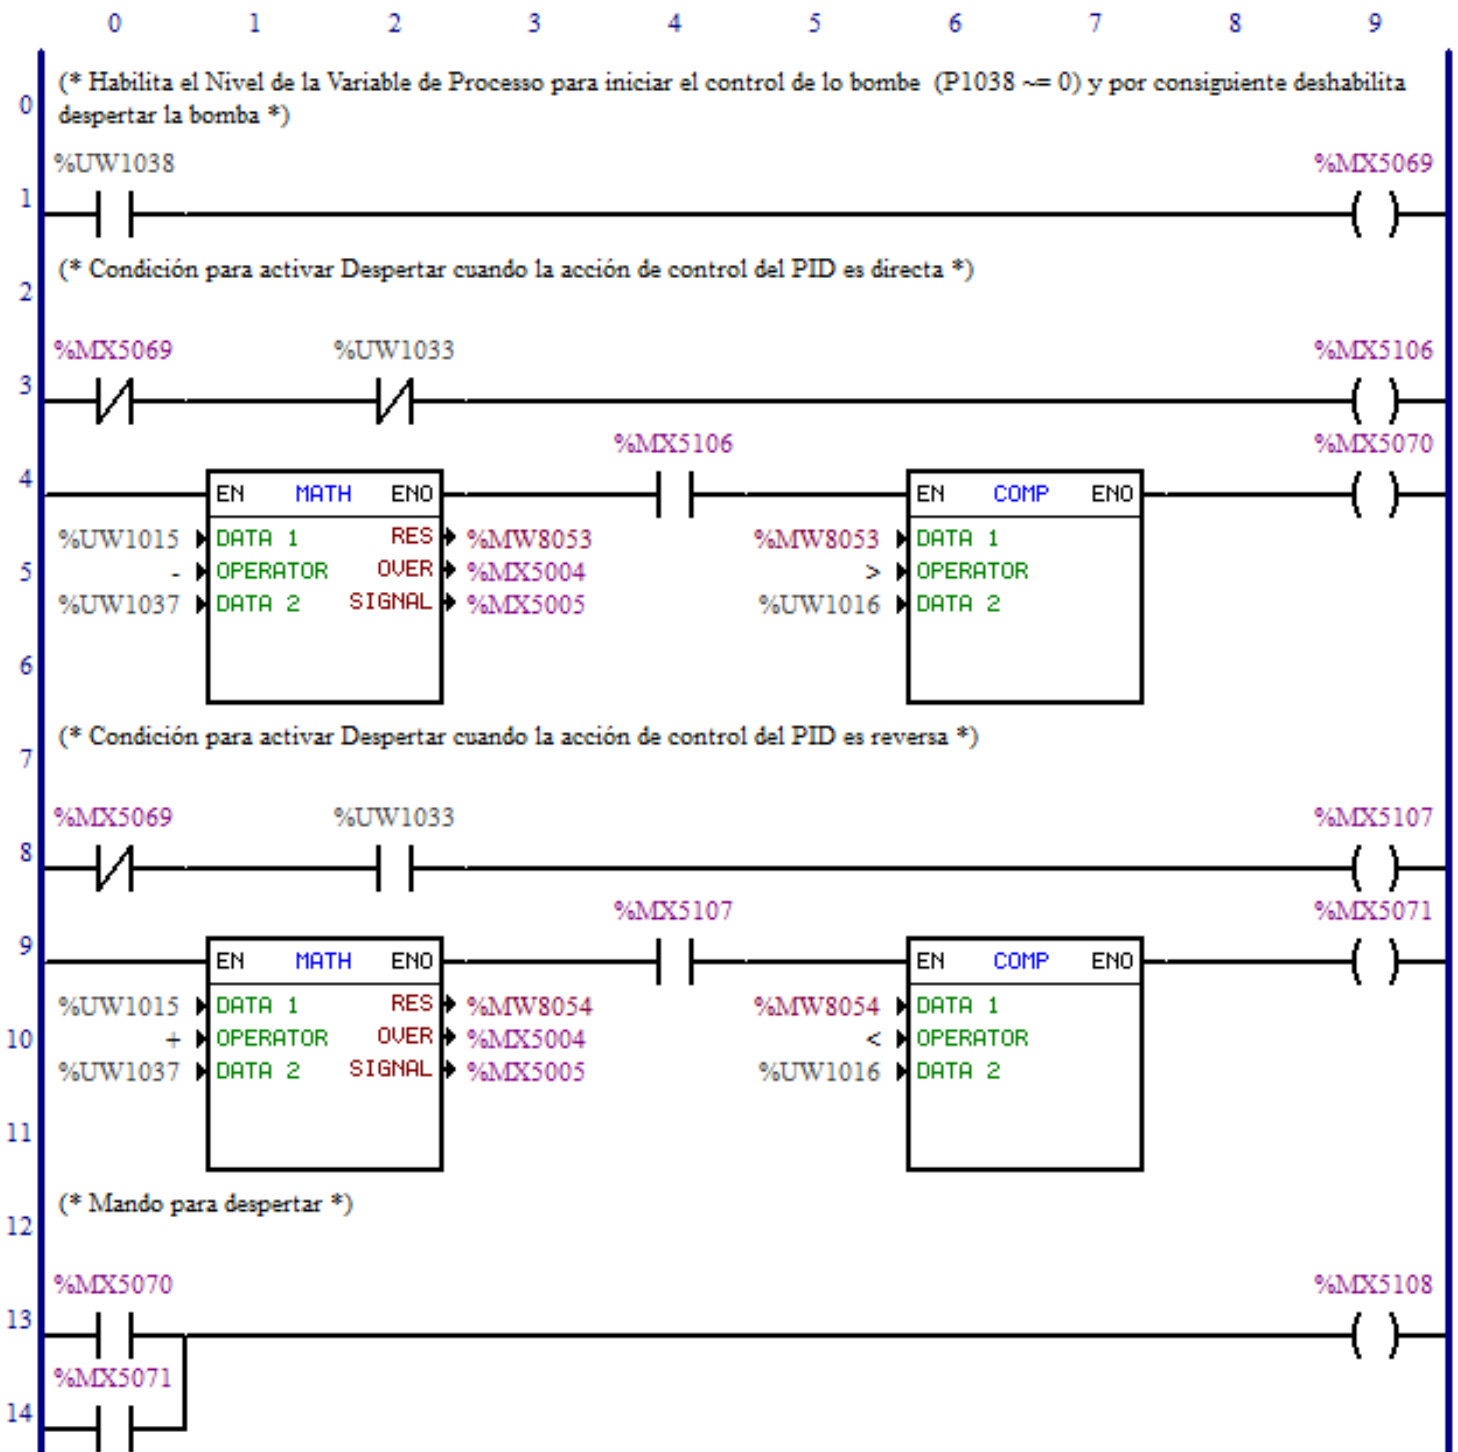 0 1 2 3 4 5 6 7 8 9
(* Habilita el Nivel de la Variable de Processo para iniciar el control de lo bombe (P1038 ~= 0) y por consiguiente deshabilita
0
despertar la bomba *)
%UW1038 %MX5069
1
(* Condición para activar Despertar cuando la acción de control del PID es directa *)
2
%MX5069 %UW1033 %MX5106
3
%MX5106 %MX5070
4 EN MATH ENO EN COMP ENO
%UW1015 DATA 1 RES %MW8053 %MW8053 DATA 1
5 - OPERATOR OVER %MX5004 > OPERATOR
%UW1037 DATA 2 SIGNAL %MX5005 %UW1016 DATA 2
6
(* Condición para activar Despertar cuando la acción de control del PID es reversa *)
7
%MX5069 %UW1033 %MX5107
8
%MX5107 %MX5071
9 EN MATH ENO EN COMP ENO
%UW1015 DATA 1 RES %MW8054 %MW8054 DATA 1
10 + OPERATOR OVER %MX5004 < OPERATOR
%UW1037 DATA 2 SIGNAL %MX5005 %UW1016 DATA 2
11
(* Mando para despertar *)
12
%MX5070 %MX5108
13
%MX5071
14